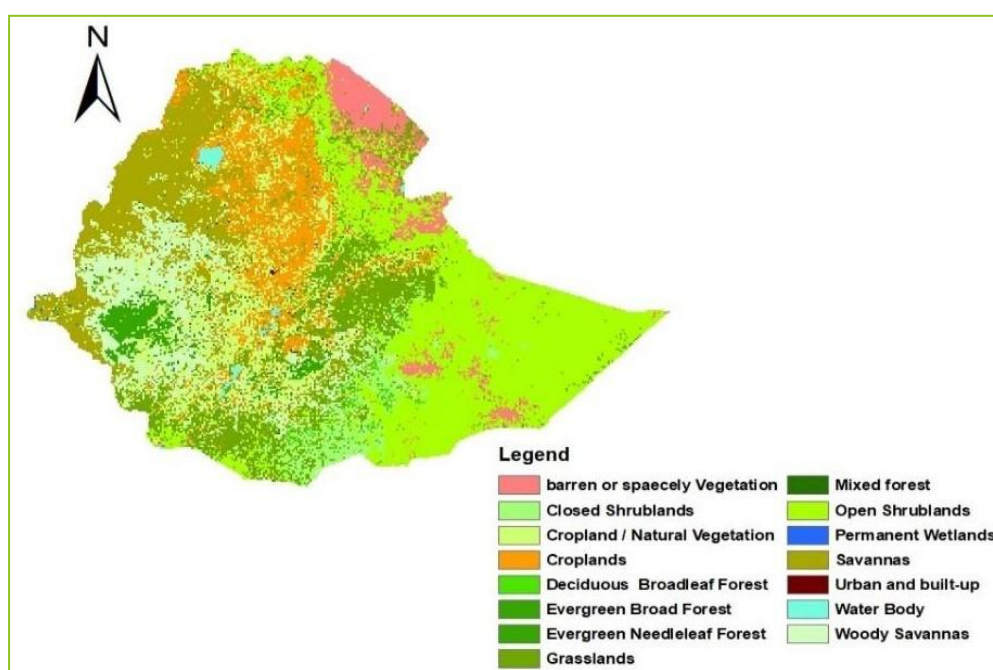 N
Legend
barren or spaecely Vegetation
Closed Shrublands
Cropland / Natural Vegetation
Croplands
Deciduous Broadleaf Forest
Evergreen Broad Forest
Evergreen Needleleaf Forest
Grasslands
Mixed forest
Open Shrublands
Permanent Wetlands
Savannas
Urban and built-up
Water Body
Woody Savannas